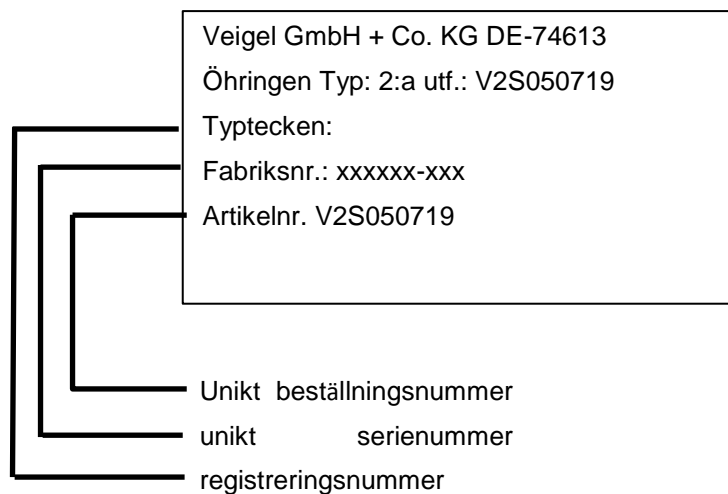 Veigel GmbH + Co. KG DE-74613
Öhringen Typ: 2:a utf.: V2S050719
Typtecken:
Fabriksnr.: xxxxxx-xxx
Artikelnr. V2S050719
Unikt beställningsnummer
unikt serienummer
registreringsnummer